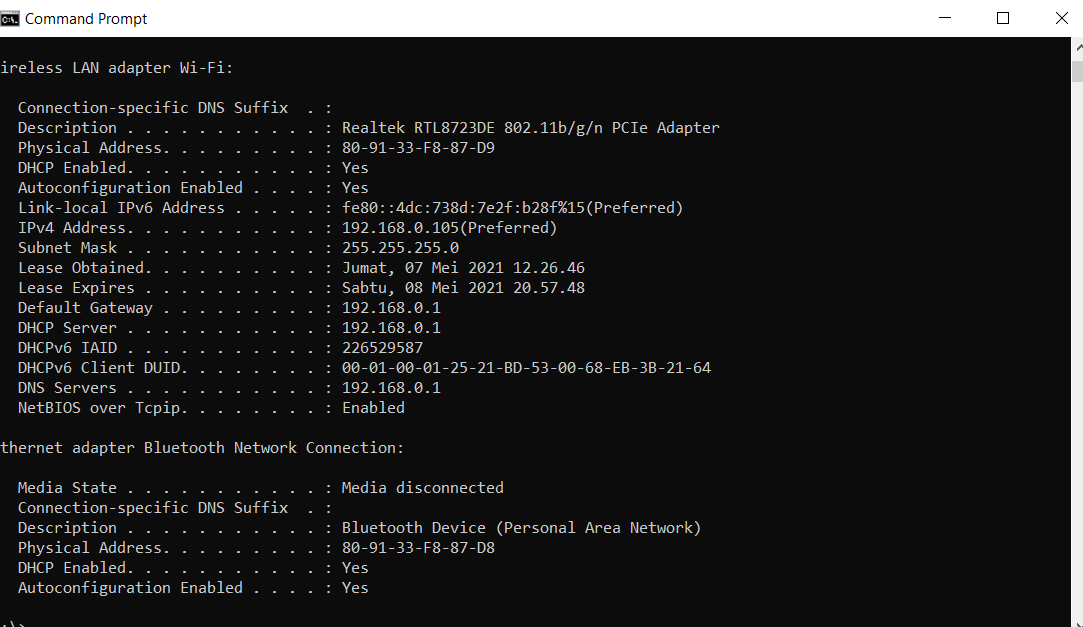 Command Prompt
ireless LAN adapter Wi-Fi:
Connection-specific DNS Suffix  . :
Description . . . . . . . . . . . : Realtek RTL8723DE 802.11b/g/n PCIe Adapter
Physical Address. . . . . . . . . : 80-91-33-F8-87-D9
DHCP Enabled. . . . . . . . . . . : Yes
Autoconfiguration Enabled . . . . : Yes
Link-local IPv6 Address . . . . . : fe80::4dc:738d:7e2f:b28f%15(Preferred)
IPv4 Address. . . . . . . . . . . : 192.168.0.105(Preferred)
Subnet Mask . . . . . . . . . . . : 255.255.255.0
Lease Obtained. . . . . . . . . . : Jumat, 07 Mei 2021 12.26.46
Lease Expires . . . . . . . . . . : Sabtu, 08 Mei 2021 20.57.48
Default Gateway . . . . . . . . . : 192.168.0.1
DHCP Server . . . . . . . . . . . : 192.168.0.1
DHCPv6 IAID . . . . . . . . . . . : 226529587
DHCPv6 Client DUID. . . . . . . . : 00-01-00-01-25-21-BD-53-00-68-EB-3B-21-64
DNS Servers . . . . . . . . . . . : 192.168.0.1
NetBIOS over Tcpip. . . . . . . . : Enabled
thernet adapter Bluetooth Network Connection:
Media State . . . . . . . . . . . : Media disconnected
Connection-specific DNS Suffix  . :
Description . . . . . . . . . . . : Bluetooth Device (Personal Area Network)
Physical Address. . . . . . . . . : 80-91-33-F8-87-D8
DHCP Enabled. . . . . . . . . . . : Yes
Autoconfiguration Enabled . . . . : Yes
:\>